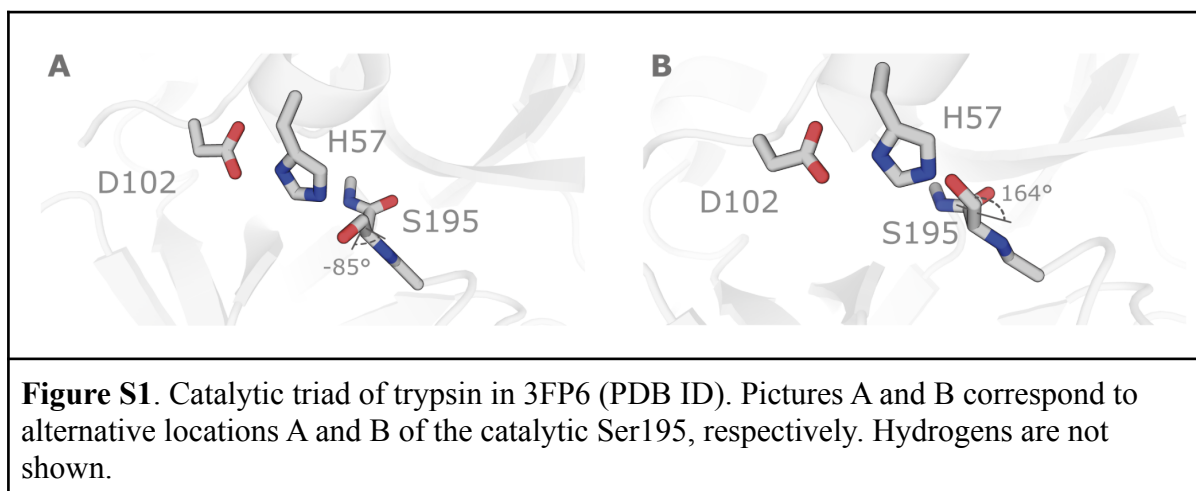 A
B
H57
H57
D102
D102
S195
S195
-85°
164°
Figure S1. Catalytic triad of trypsin in 3FP6 (PDB ID). Pictures A and B correspond to
alternative locations A and B of the catalytic Ser195, respectively. Hydrogens are not
shown.